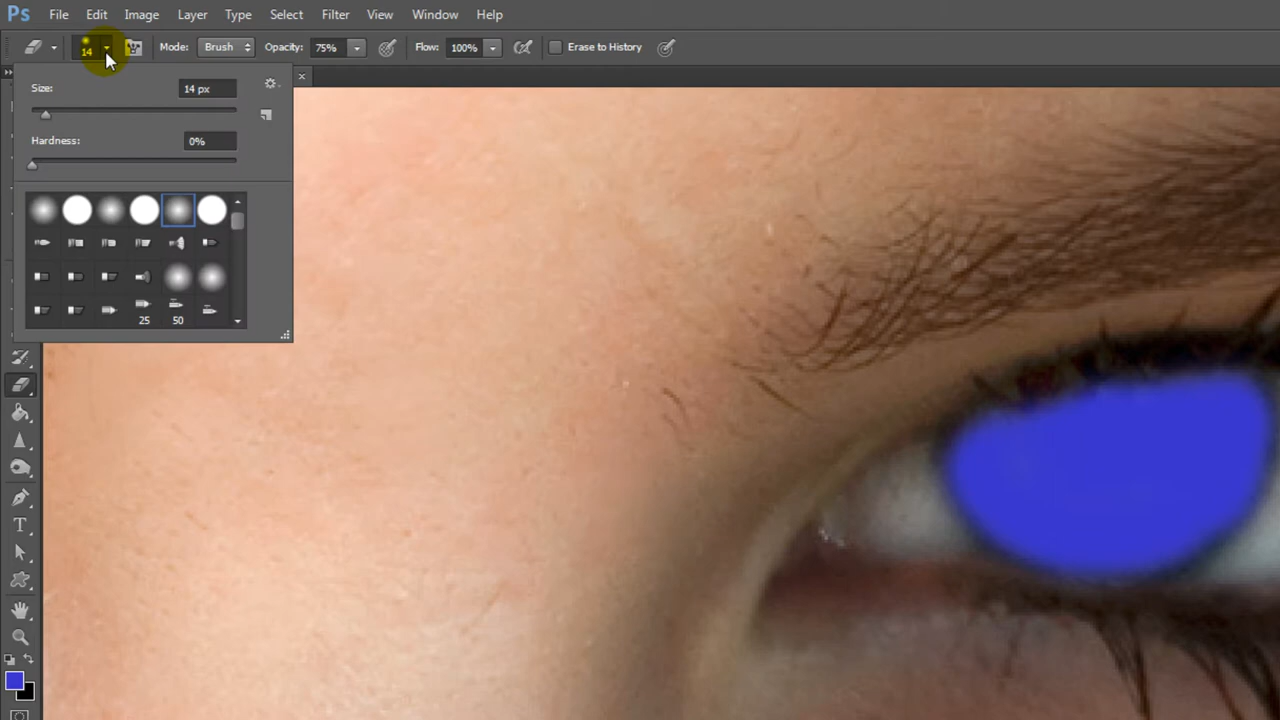 Ps File Edit Image Layer Type Select Filter View Window Help
14 Mode: Brush Opacity: 75% Flow: 100% Erase to History
Size: 14 px
Hardness: 0%
25 50
T